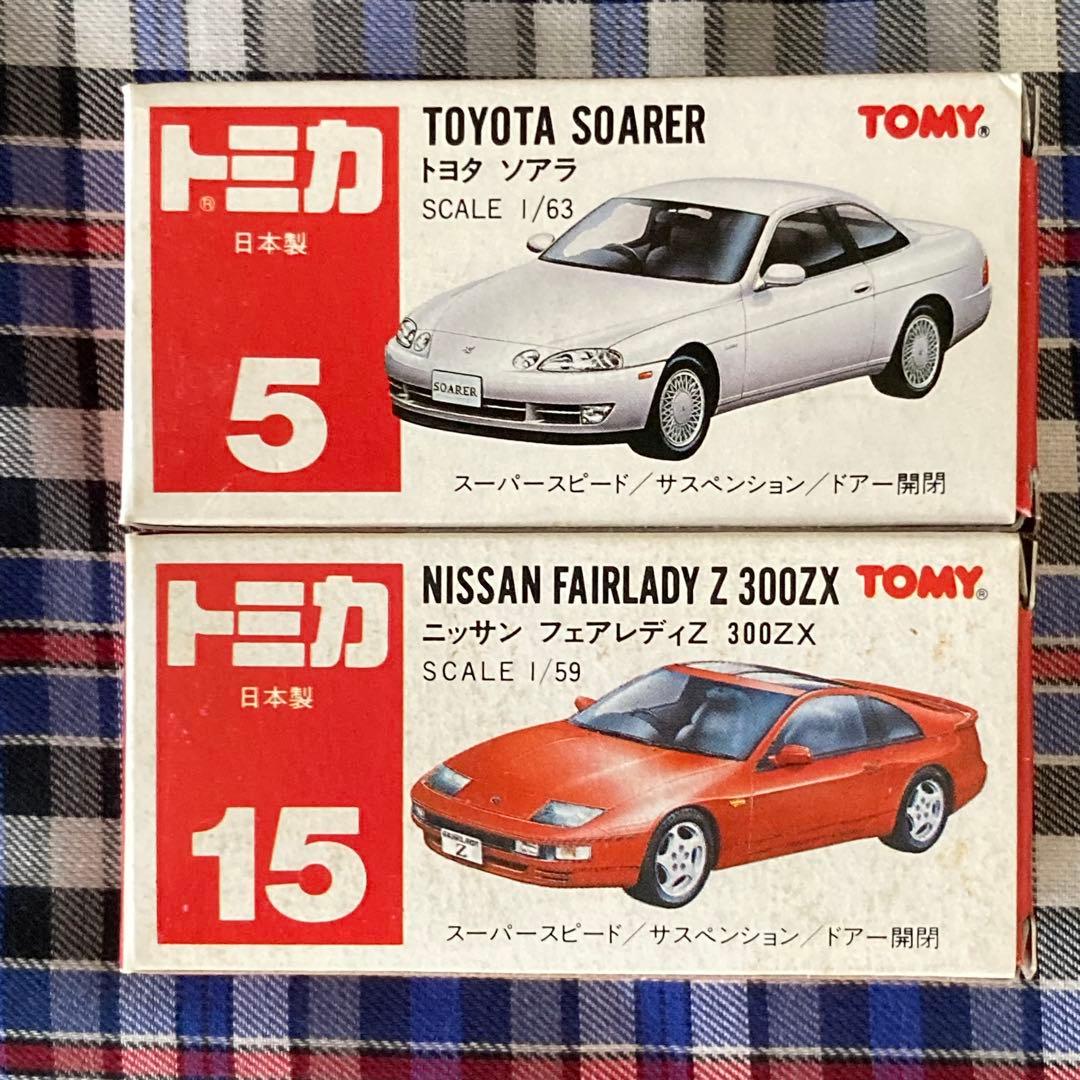 トミカ®
日本製
5
TOYOTA SOARER
トヨタ ソアラ
SCALE 1/63
TOMY®
SOARER
スーパースピード/サスペンション/ドアー開閉
トミカ
日本製
15
NISSAN FAIRLADY Z 300ZX
ニッサン フェアレディZ 300ZX
SCALE 1/59
TOMY®
FAIRLADY
Z
スーパースピード/サスペンション/ドアー開閉